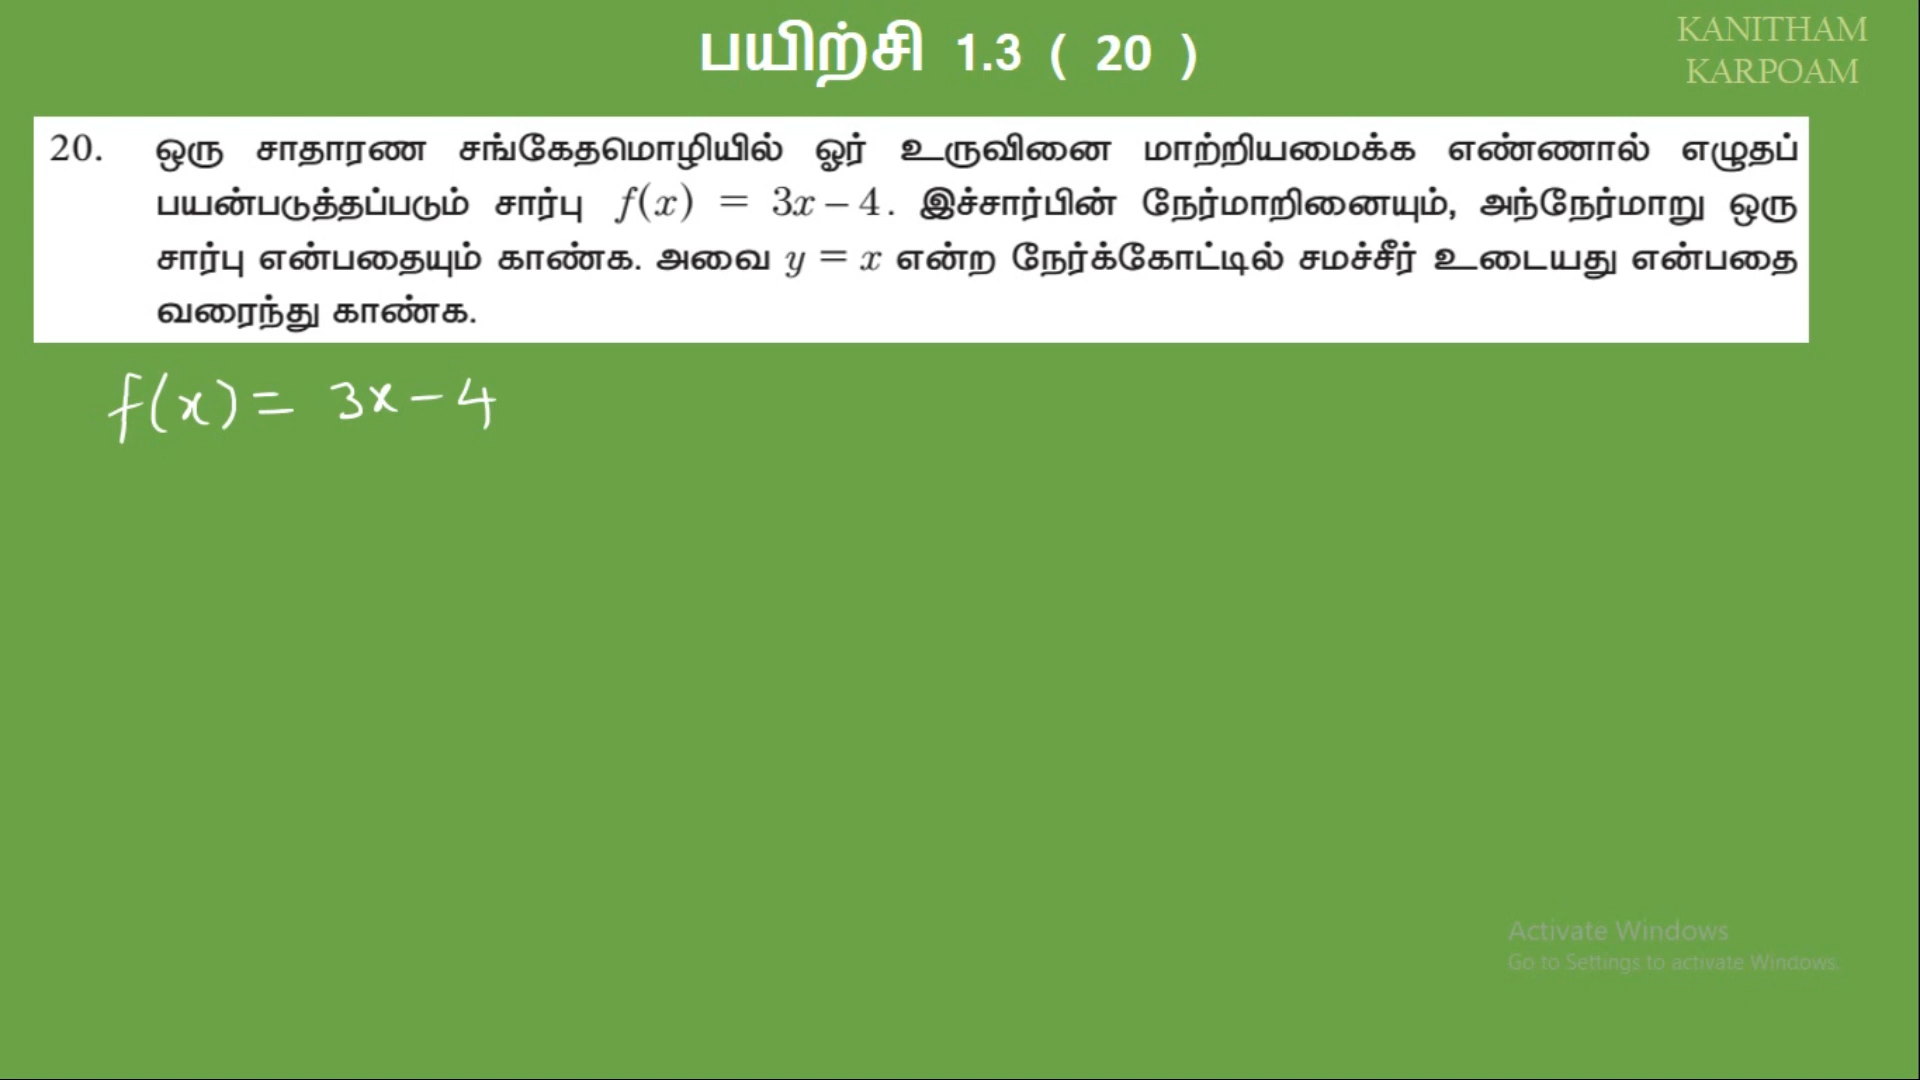 பயிற்சி 1.3 ( 20 )
KANITHAM
KARPOAM
20. ஒரு சாதாரண சங்கேதமொழியில் ஓர் உருவினை மாற்றியமைக்க எண்ணால் எழுதப்
பயன்படுத்தப்படும் சார்பு f(x) = 3x – 4. இச்சார்பின் நேர்மாறினையும், அந்நேர்மாறு ஒரு
சார்பு என்பதையும் காண்க. அவை y = x என்ற நேர்க்கோட்டில் சமச்சீர் உடையது என்பதை
வரைந்து காண்க.
f(x) = 3x – 4
Activate Windows
Go to Settings to activate Windows.